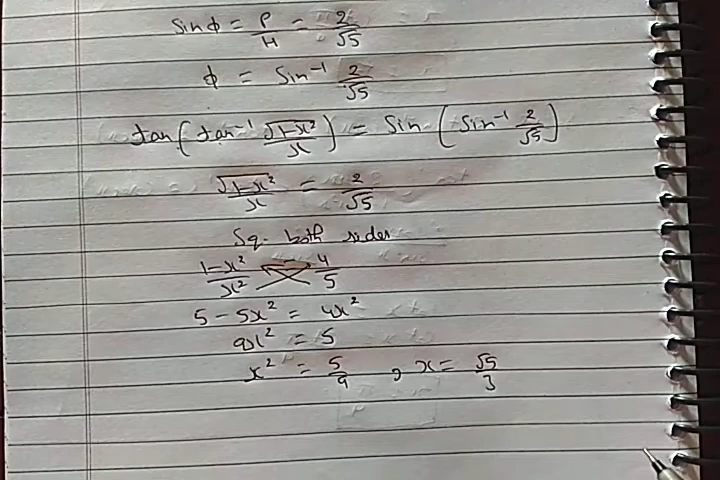 sinϕ = P/H = 2/√5
ϕ = Sin⁻¹ 2/√5
tan(tan⁻¹ √(1-x²)/x) = Sin(Sin⁻¹ 2/√5)
√(1-x²)/x = 2/√5
Sq. both sides
1-x²/x² 4/5
5 - 5x² = 4x²
9x² = 5
x² = 5/9 , x = √5/3